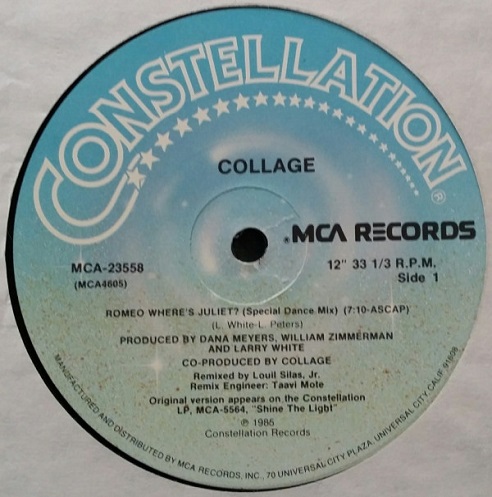 CONSTELLATION
®
COLLAGE
MCA RECORDS
MCA-23558
(MCA4605)
12" 33 1/3 R.P.M.
Side 1
ROMEO WHERE'S JULIET? (Special Dance Mix) (7:10-ASCAP)
(L. White-L. Peters)
PRODUCED BY DANA MEYERS, WILLIAM ZIMMERMAN
AND LARRY WHITE
CO-PRODUCED BY COLLAGE
Remixed by Louil Silas, Jr.
Remix Engineer: Taavi Mote
Original version appears on the Constellation
LP, MCA-5564, "Shine The Light"
℗ 1985
Constellation Records
MANUFACTURED AND DISTRIBUTED BY MCA RECORDS, INC., 70 UNIVERSAL CITY PLAZA, UNIVERSAL CITY, CALIF. 91608